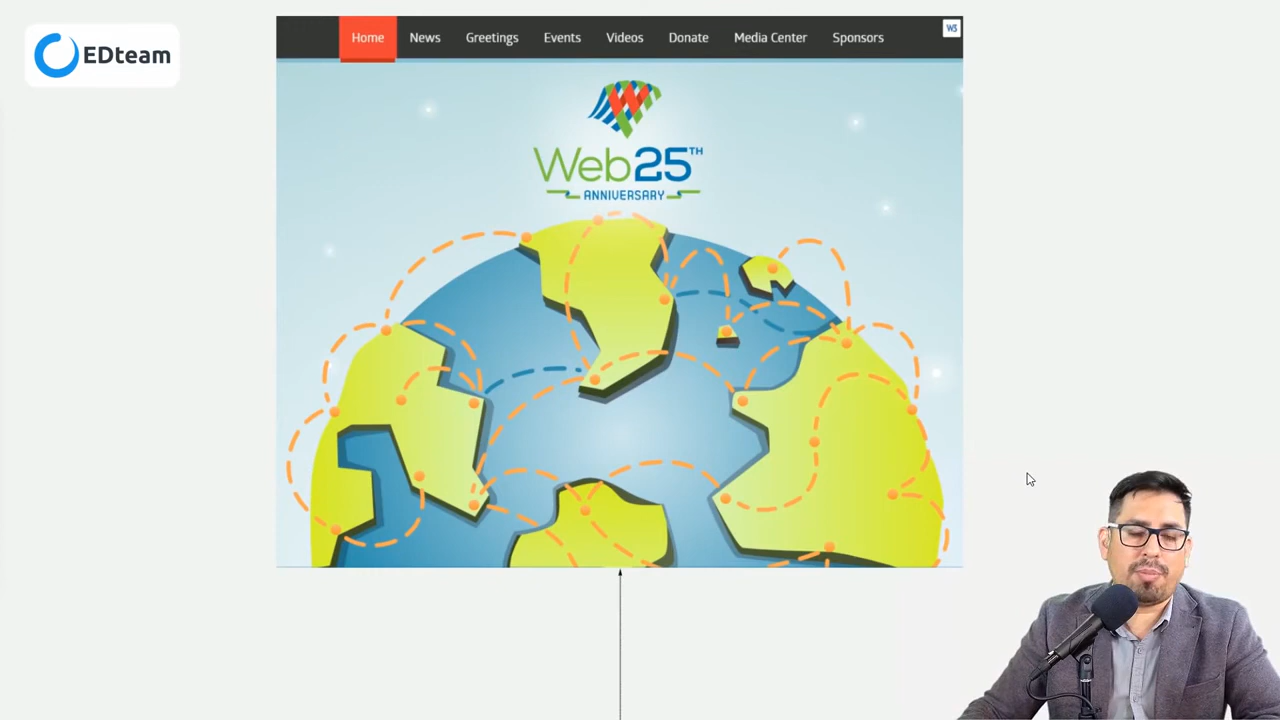 EDteam
Home News Greetings Events Videos Donate Media Center Sponsors
W3
Web25TH
ANNIVERSARY